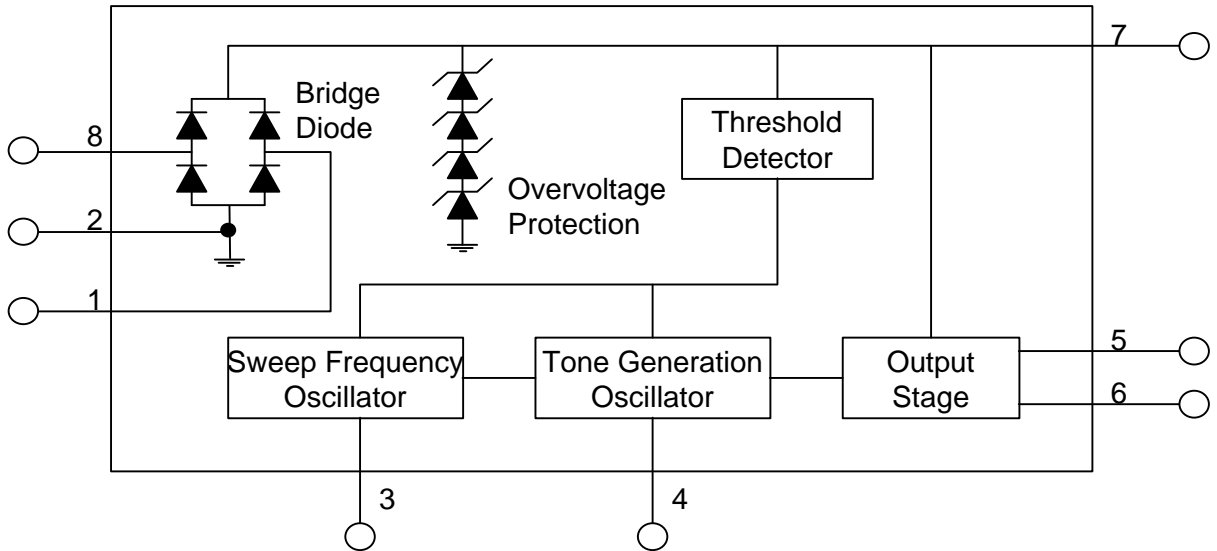 7
Bridge
Diode
8
Threshold
Detector
Overvoltage
Protection
2
1
Sweep Frequency
Oscillator
Tone Generation
Oscillator
Output
Stage
5
6
3
4